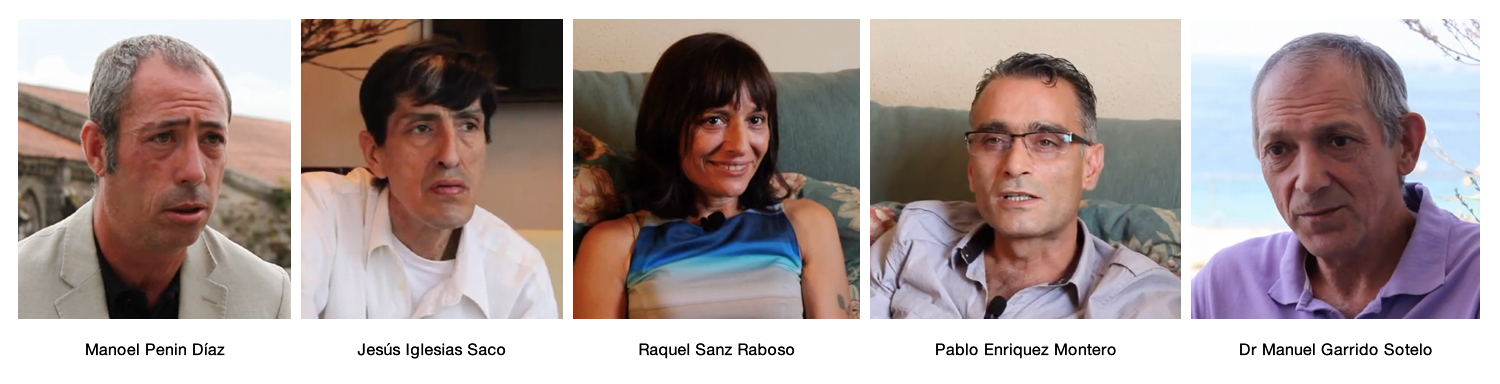 Manoel Penin Díaz
Jesús Iglesias Saco
Raquel Sanz Raboso
Pablo Enriquez Montero
Dr Manuel Garrido Sotelo